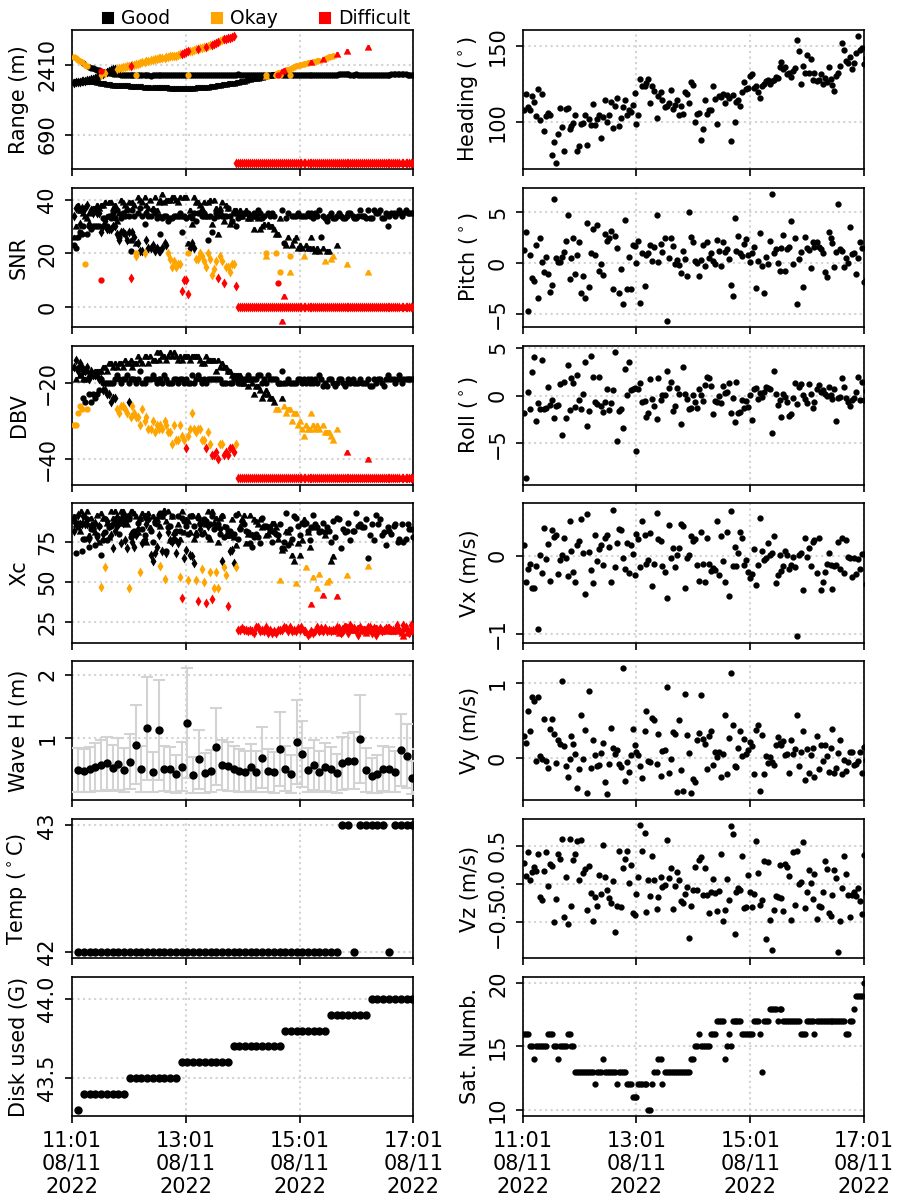 Good Okay Difficult
Range (m)
2410
690
Heading (°)
150
100
SNR
40
20
0
Pitch (°)
5
0
−5
DBV
−20
−40
Roll (°)
5
0
−5
Xc
75
50
25
Vx (m/s)
0
−1
Wave H (m)
2
1
Vy (m/s)
1
0
Temp (°C)
43
42
Vz (m/s)
0.5
0.0
−0.5
Disk used (G)
44.0
43.5
Sat. Numb.
20
15
10
11:01 13:01 15:01 17:01
08/11 08/11 08/11 08/11
2022 2022 2022 2022
11:01 13:01 15:01 17:01
08/11 08/11 08/11 08/11
2022 2022 2022 2022